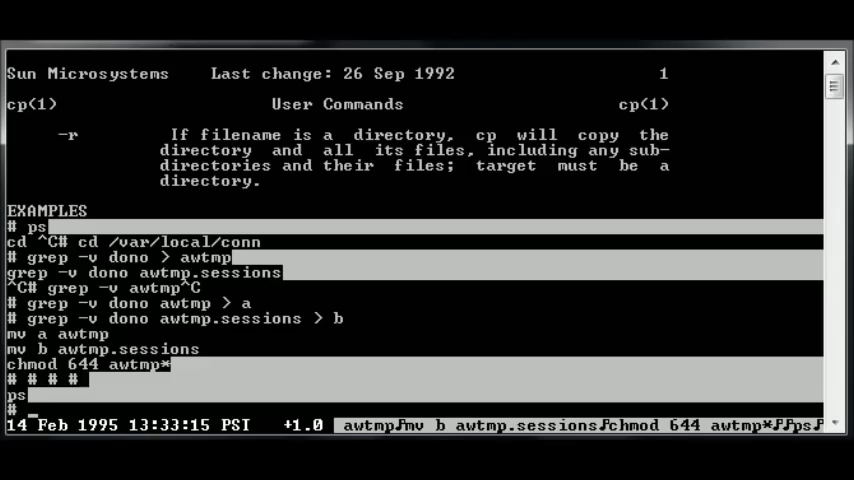 Sun Microsystems    Last change: 26 Sep 1992    1
cp(1)    User Commands    cp(1)
-r    If filename is a directory, cp will copy the
directory and all its files, including any sub-
directories and their files; target must be a
directory.
EXAMPLES
# ps
cd ^C# cd /var/local/conn
# grep -v dono > awtmp
grep -v dono awtmp.sessions
^C# grep -v awtmp^C
# grep -v dono awtmp > a
# grep -v dono awtmp.sessions > b
mv a awtmp
mv b awtmp.sessions
chmod 644 awtmp*
# # # #
ps
# _
14 Feb 1995 13:33:15 PSI    +1.0    awtmp♪mv b awtmp.sessions♪chmod 644 awtmp*♪♪ps♪